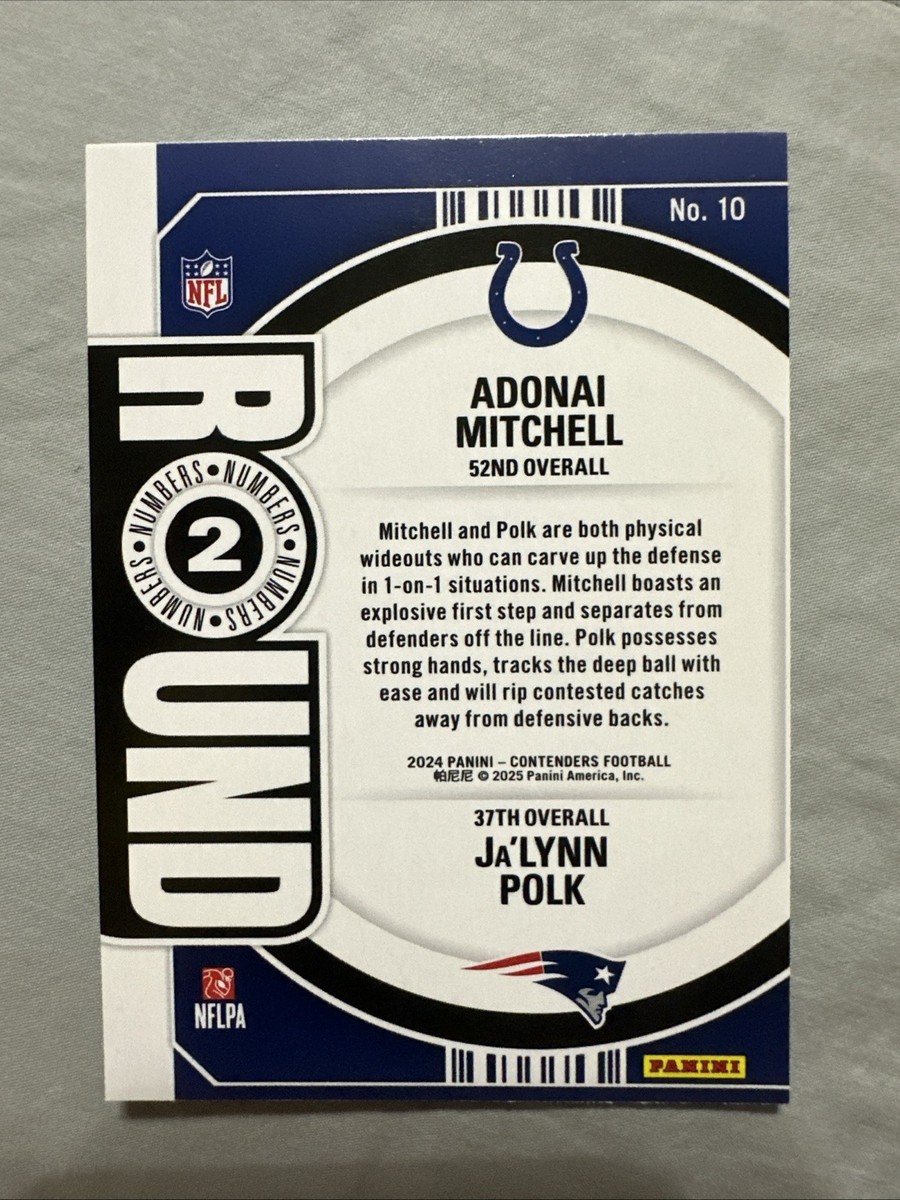 No. 10
NFL
ROUND
2
NUMBERS • NUMBERS • NUMBERS • NUMBERS •
ADONAI
MITCHELL
52ND OVERALL
Mitchell and Polk are both physical
wideouts who can carve up the defense
in 1-on-1 situations. Mitchell boasts an
explosive first step and separates from
defenders off the line. Polk possesses
strong hands, tracks the deep ball with
ease and will rip contested catches
away from defensive backs.
2024 PANINI – CONTENDERS FOOTBALL
帕尼尼 © 2025 Panini America, Inc.
37TH OVERALL
JA'LYNN
POLK
NFLPA
PANINI